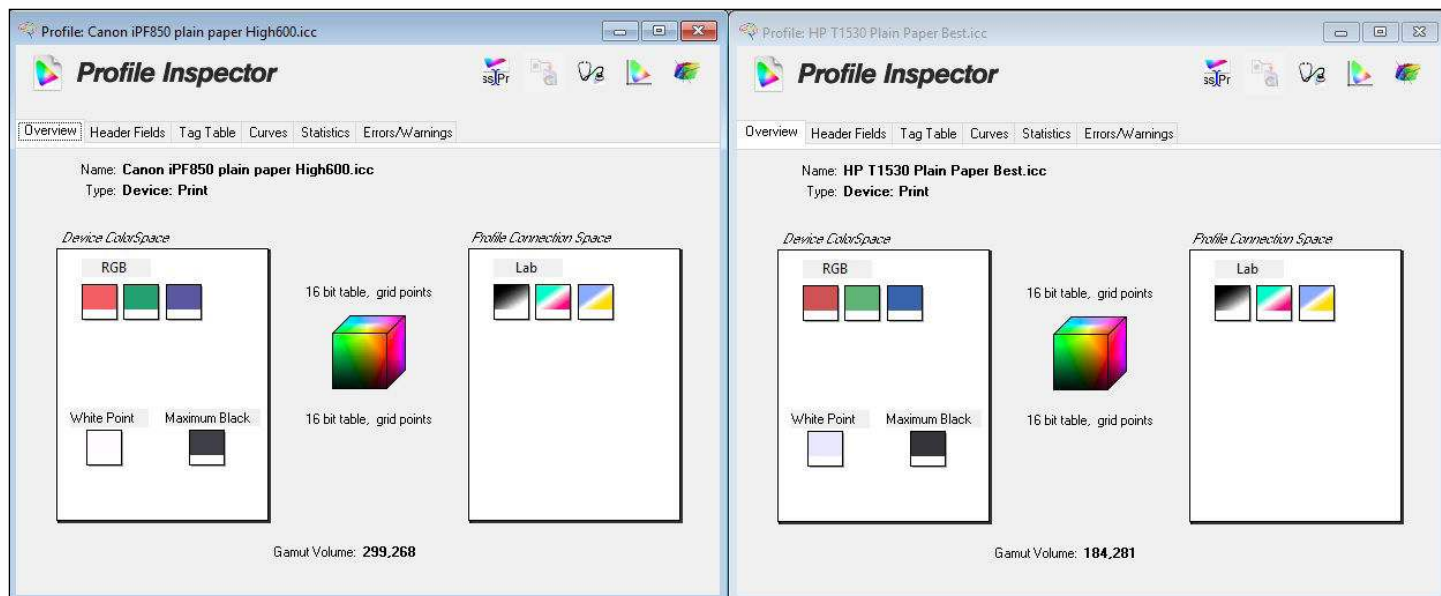 Profile: Canon iPF850 plain paper High600.icc
Profile Inspector
Overview Header Fields Tag Table Curves Statistics Errors/Warnings
Name: Canon iPF850 plain paper High600.icc
Type: Device: Print
Device ColorSpace
Profile Connection Space
RGB
Lab
16 bit table, grid points
16 bit table, grid points
White Point
Maximum Black
Gamut Volume: 299,268
Profile: HP T1530 Plain Paper Best.icc
Profile Inspector
Overview Header Fields Tag Table Curves Statistics Errors/Warnings
Name: HP T1530 Plain Paper Best.icc
Type: Device: Print
Device ColorSpace
Profile Connection Space
RGB
Lab
16 bit table, grid points
16 bit table, grid points
White Point
Maximum Black
Gamut Volume: 184,281